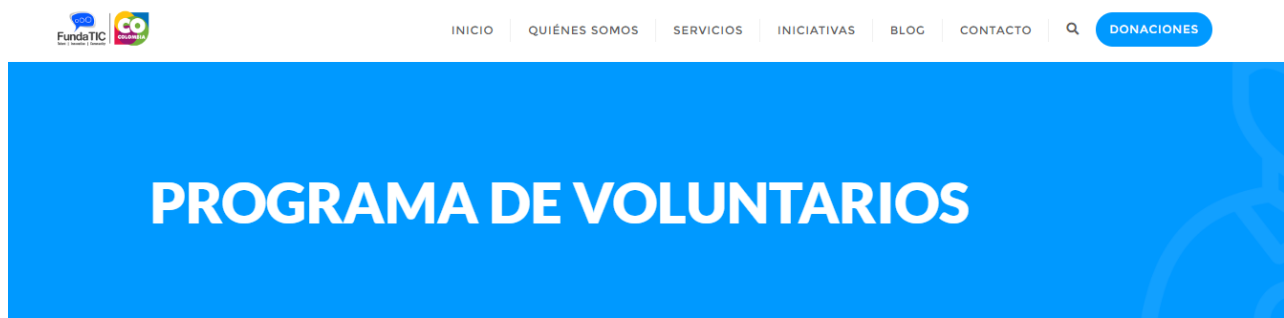 FundaTIC
CO
COLOMBIA
INICIO
QUIÉNES SOMOS
SERVICIOS
INICIATIVAS
BLOG
CONTACTO
DONACIONES
PROGRAMA DE VOLUNTARIOS